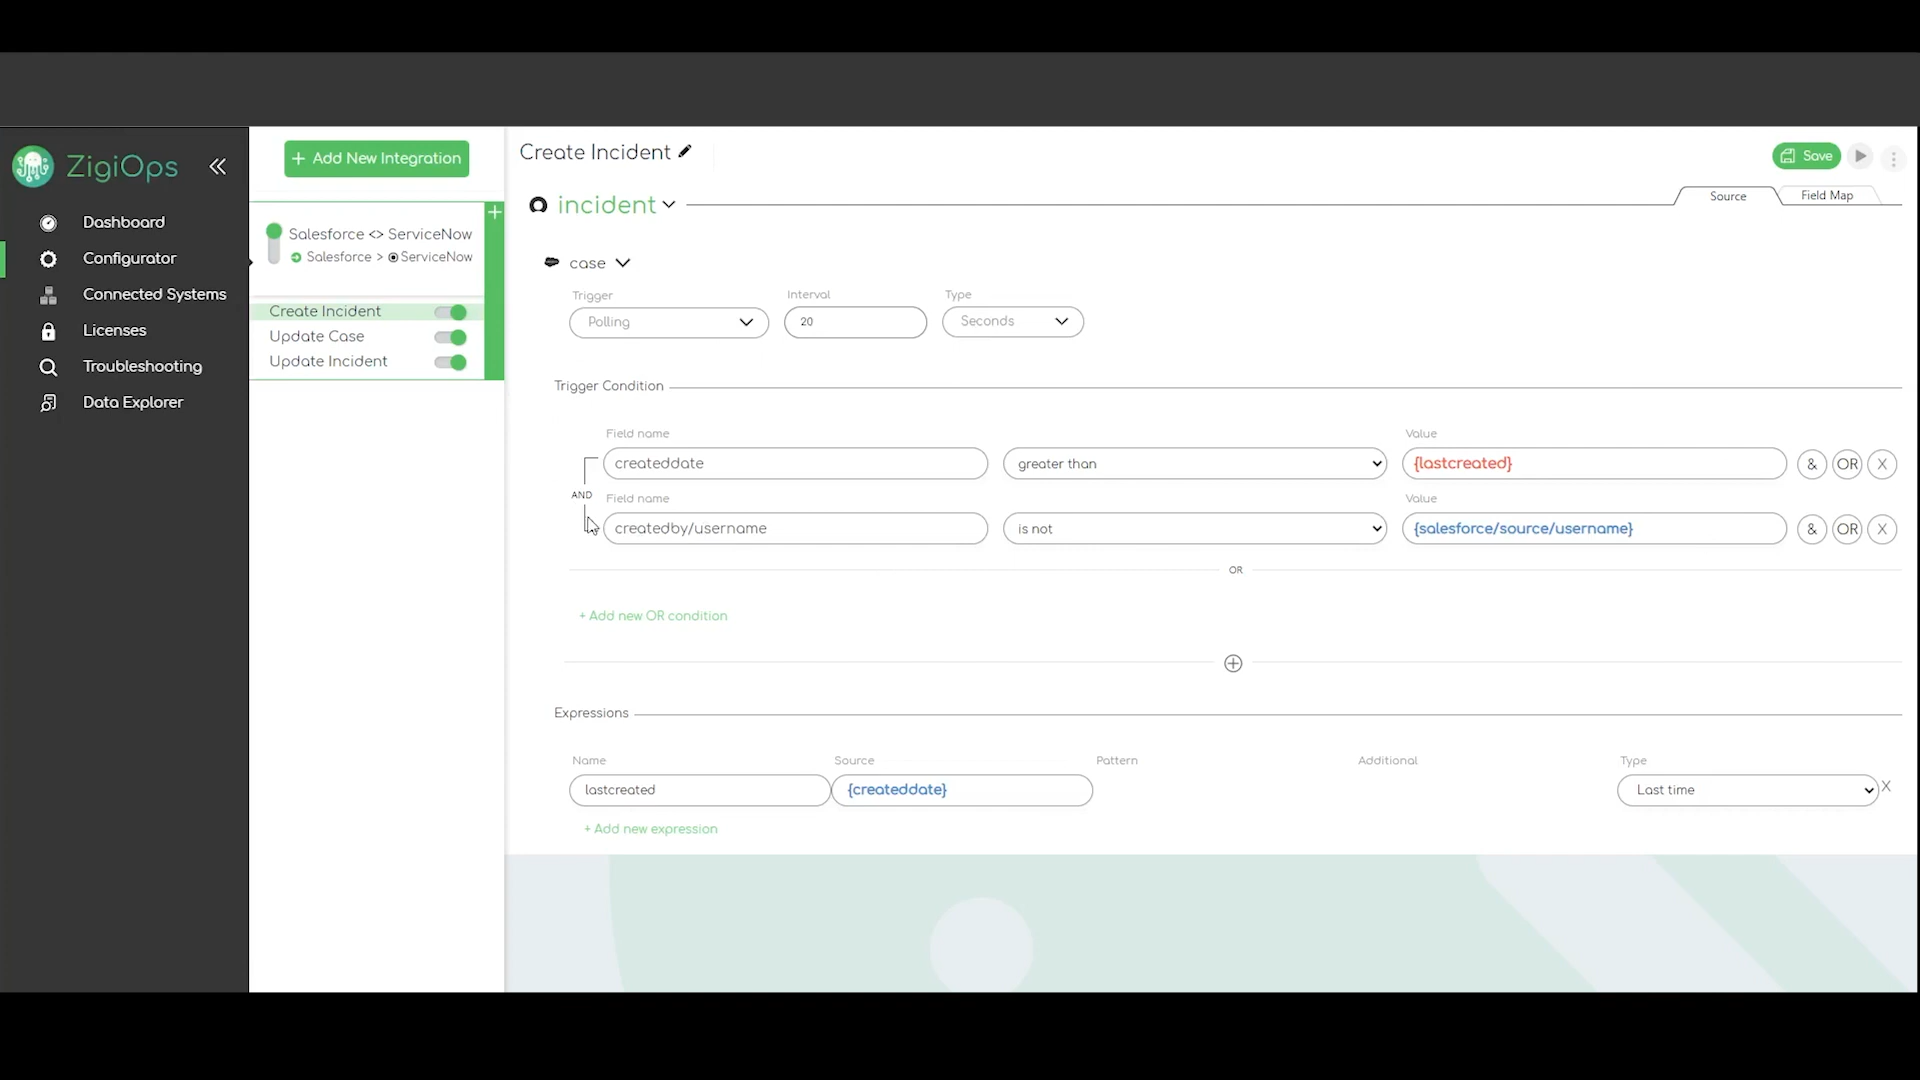 ZigiOps
Dashboard
Configurator
Connected Systems
Licenses
Troubleshooting
Data Explorer
+ Add New Integration
+
Salesforce <> ServiceNow
Salesforce > ServiceNow
Create Incident
Update Case
Update Incident
Create Incident
Save
incident
Source
Field Map
case
Trigger
Interval
Type
Polling
20
Seconds
Trigger Condition
Field name
Value
createddate
greater than
{lastcreated}
& OR X
AND
Field name
Value
createdby/username
is not
{salesforce/source/username}
& OR X
OR
+ Add new OR condition
Expressions
Name
Source
Pattern
Additional
Type
lastcreated
{createddate}
Last time
X
+ Add new expression